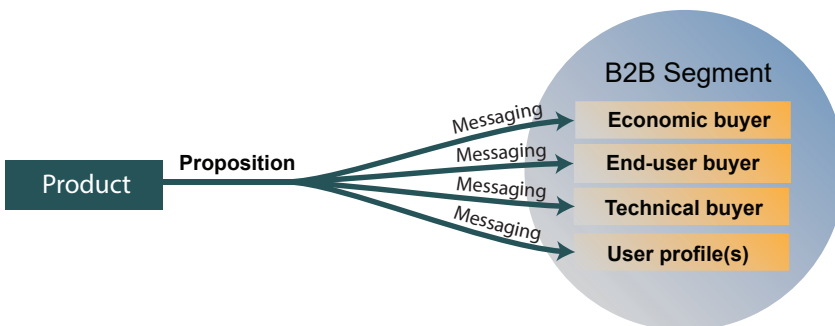 B2B Segment
Messaging
Economic buyer
Proposition
Messaging
End-user buyer
Product
Messaging
Technical buyer
Messaging
User profile(s)